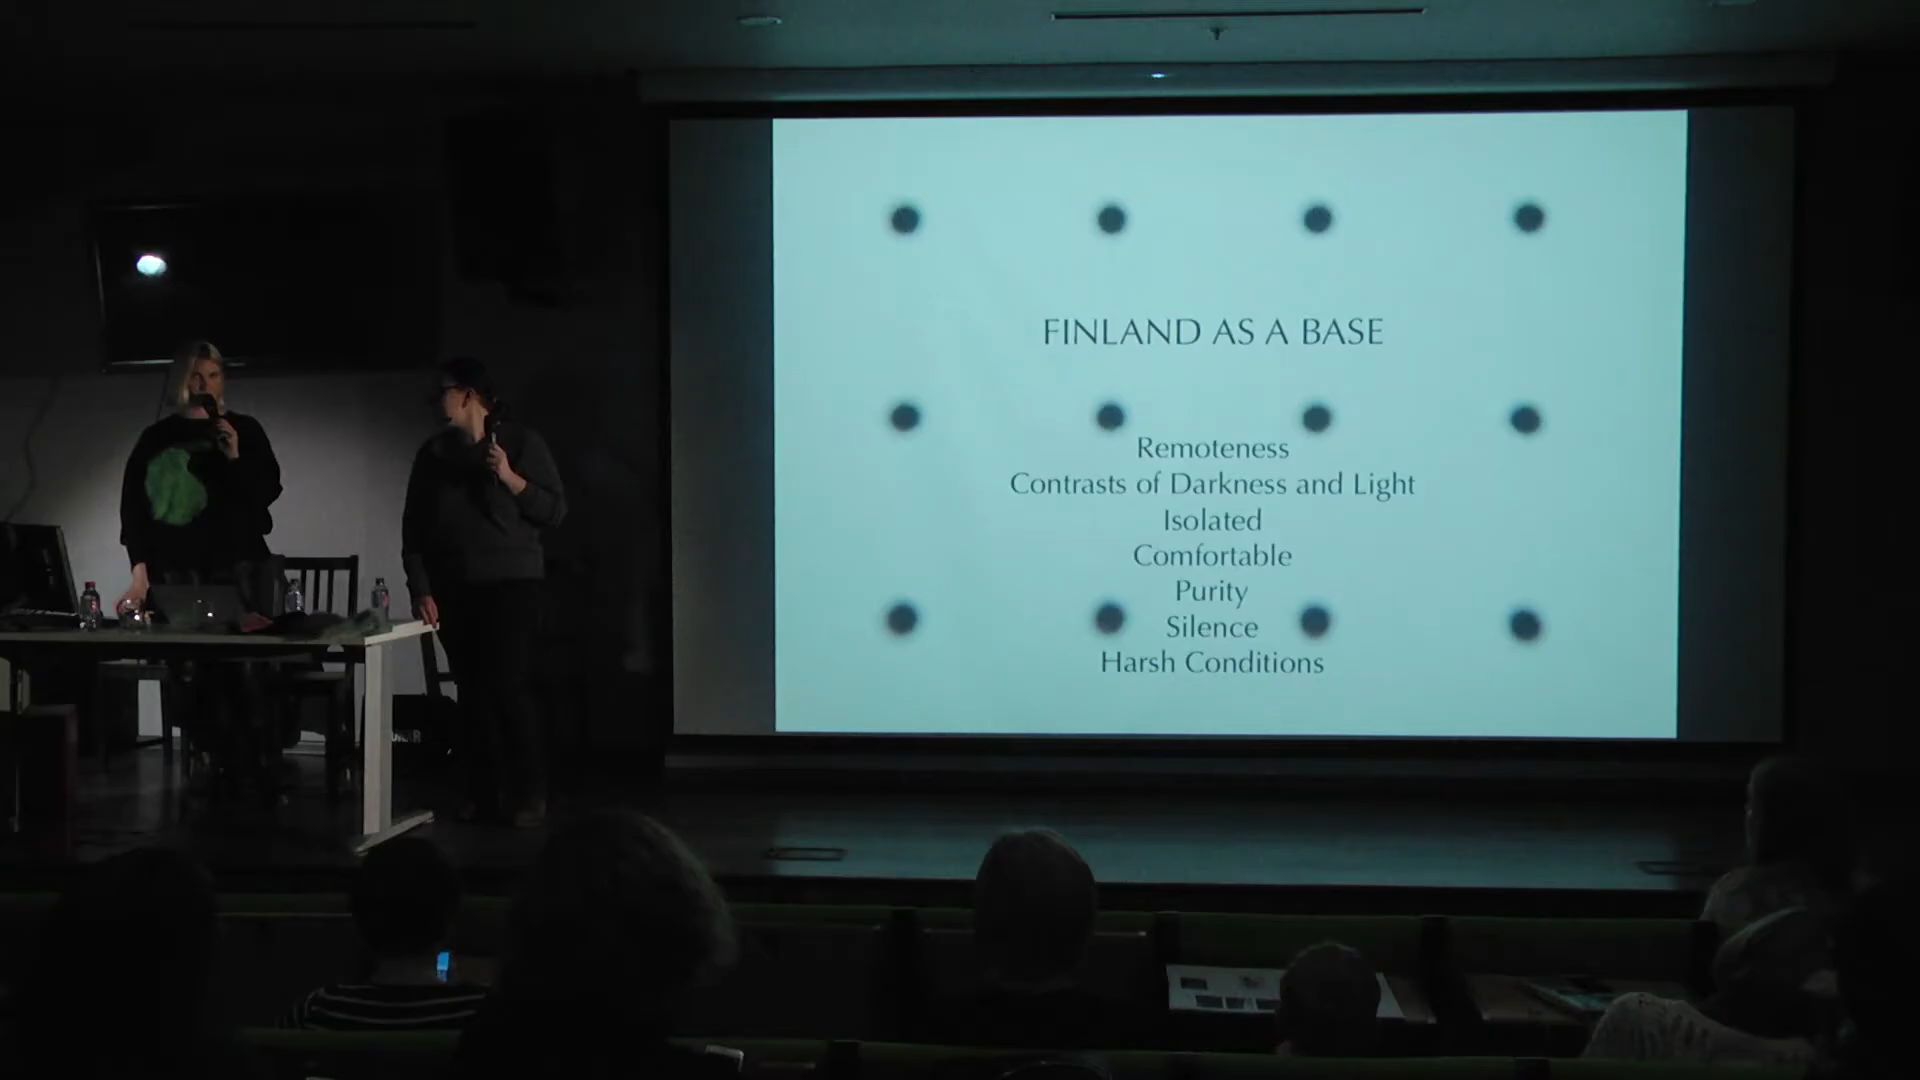 FINLAND AS A BASE
Remoteness
Contrasts of Darkness and Light
Isolated
Comfortable
Purity
Silence
Harsh Conditions